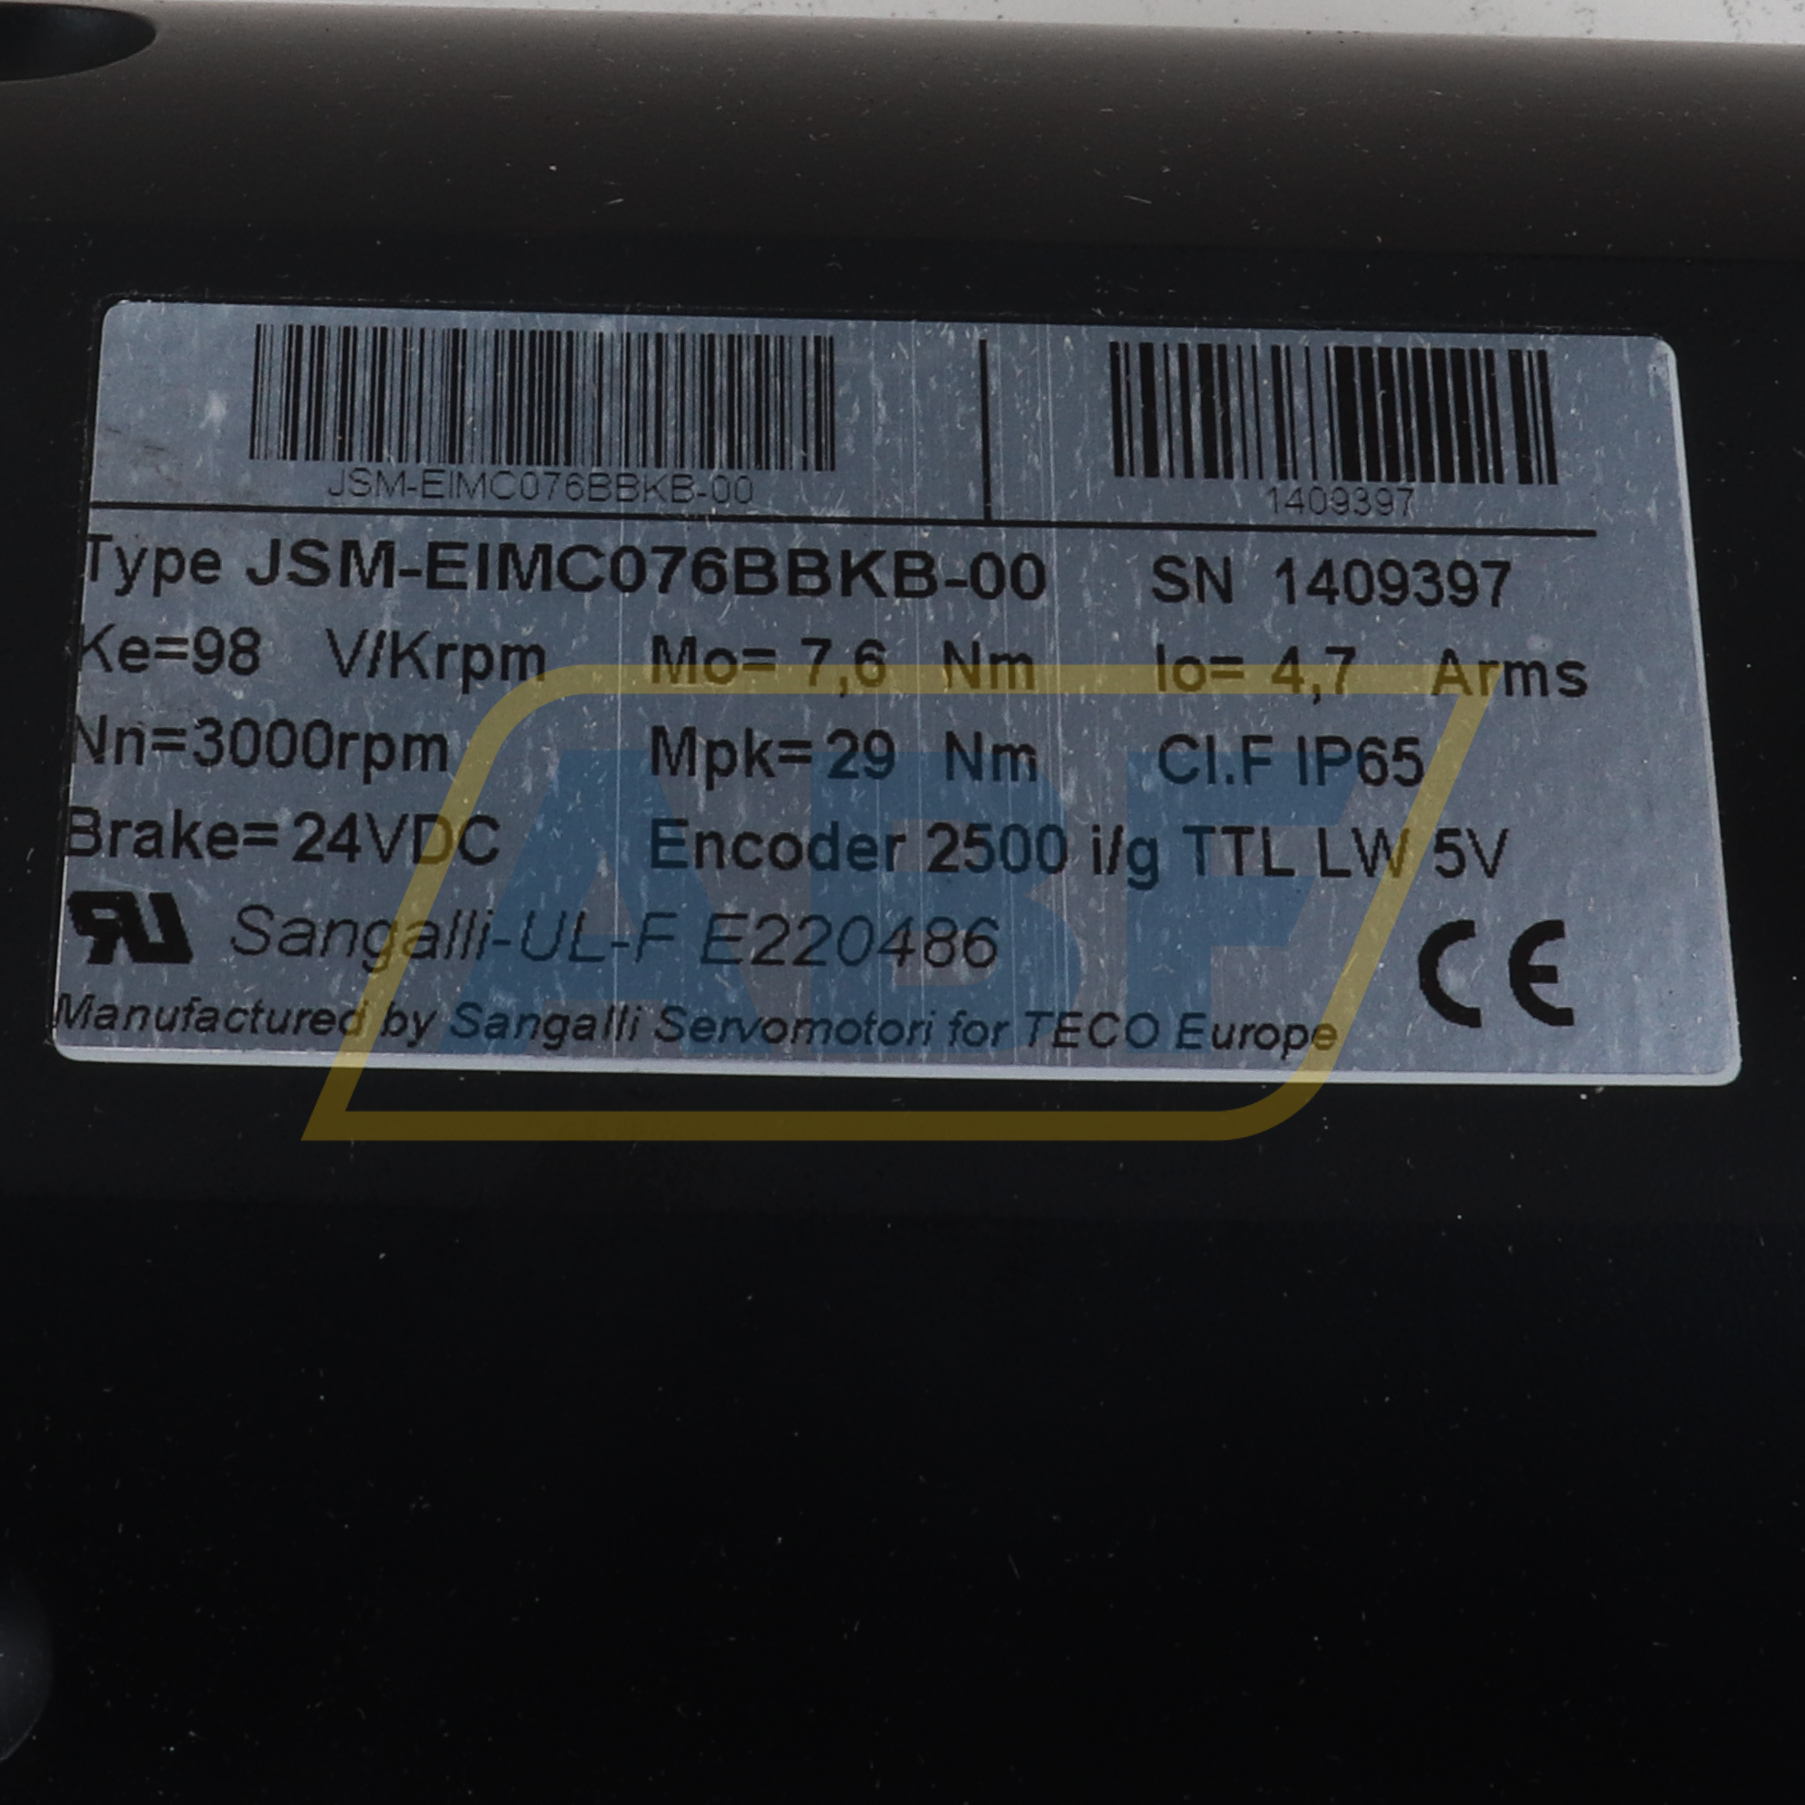 JSM-EIMC076BBKB-00
1409397
Type JSM-EIMC076BBKB-00 SN 1409397
Ke=98 V/Krpm Mo= 7,6 Nm Io= 4,7 Arms
Nn=3000rpm Mpk= 29 Nm Cl.F IP65
Brake= 24VDC Encoder 2500 i/g TTL LW 5V
Sangalli-UL-F E220486
CE
Manufactured by Sangalli Servomotori for TECO Europe
ABF